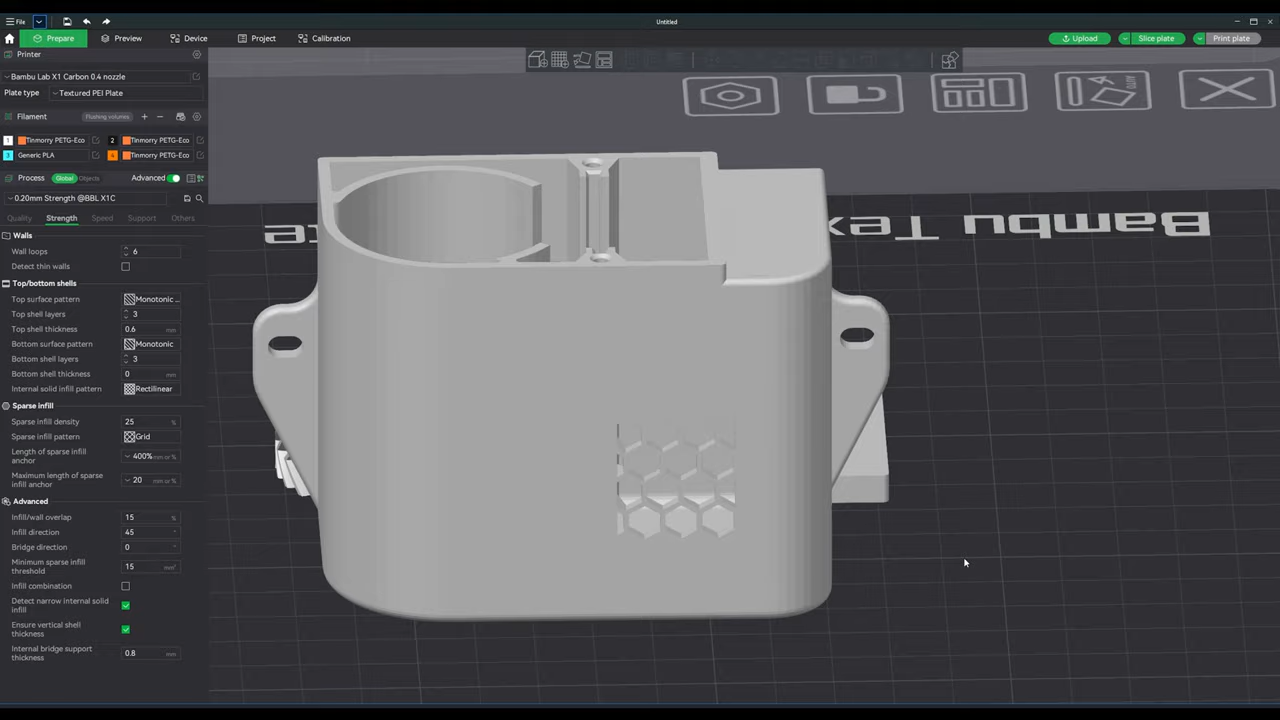 File
Untitled
Prepare
Preview
Device
Project
Calibration
Upload
Slice plate
Print plate
Printer
Bambu Lab X1 Carbon 0.4 nozzle
Plate type
Textured PEI Plate
Filament
Flushing volumes
1 Tinmorry PETG-Eco
2 Tinmorry PETG-Eco
3 Generic PLA
4 Tinmorry PETG-Eco
Process
Global
Objects
Advanced
0.20mm Strength @BBL X1C
Quality
Strength
Speed
Support
Others
Walls
Wall loops 6
Detect thin walls
Top/bottom shells
Top surface pattern Monotonic ..
Top shell layers 3
Top shell thickness 0.6 mm
Bottom surface pattern Monotonic
Bottom shell layers 3
Bottom shell thickness 0 mm
Internal solid infill pattern Rectilinear
Sparse infill
Sparse infill density 25 %
Sparse infill pattern Grid
Length of sparse infill
anchor 400% mm or %
Maximum length of sparse
infill anchor 20 mm or %
Advanced
Infill/wall overlap 15 %
Infill direction 45 °
Bridge direction 0 °
Minimum sparse infill
threshold 15 mm²
Infill combination
Detect narrow internal solid
infill
Ensure vertical shell
thickness
Internal bridge support
thickness 0.8 mm
AUTO
Bambu Tex
te